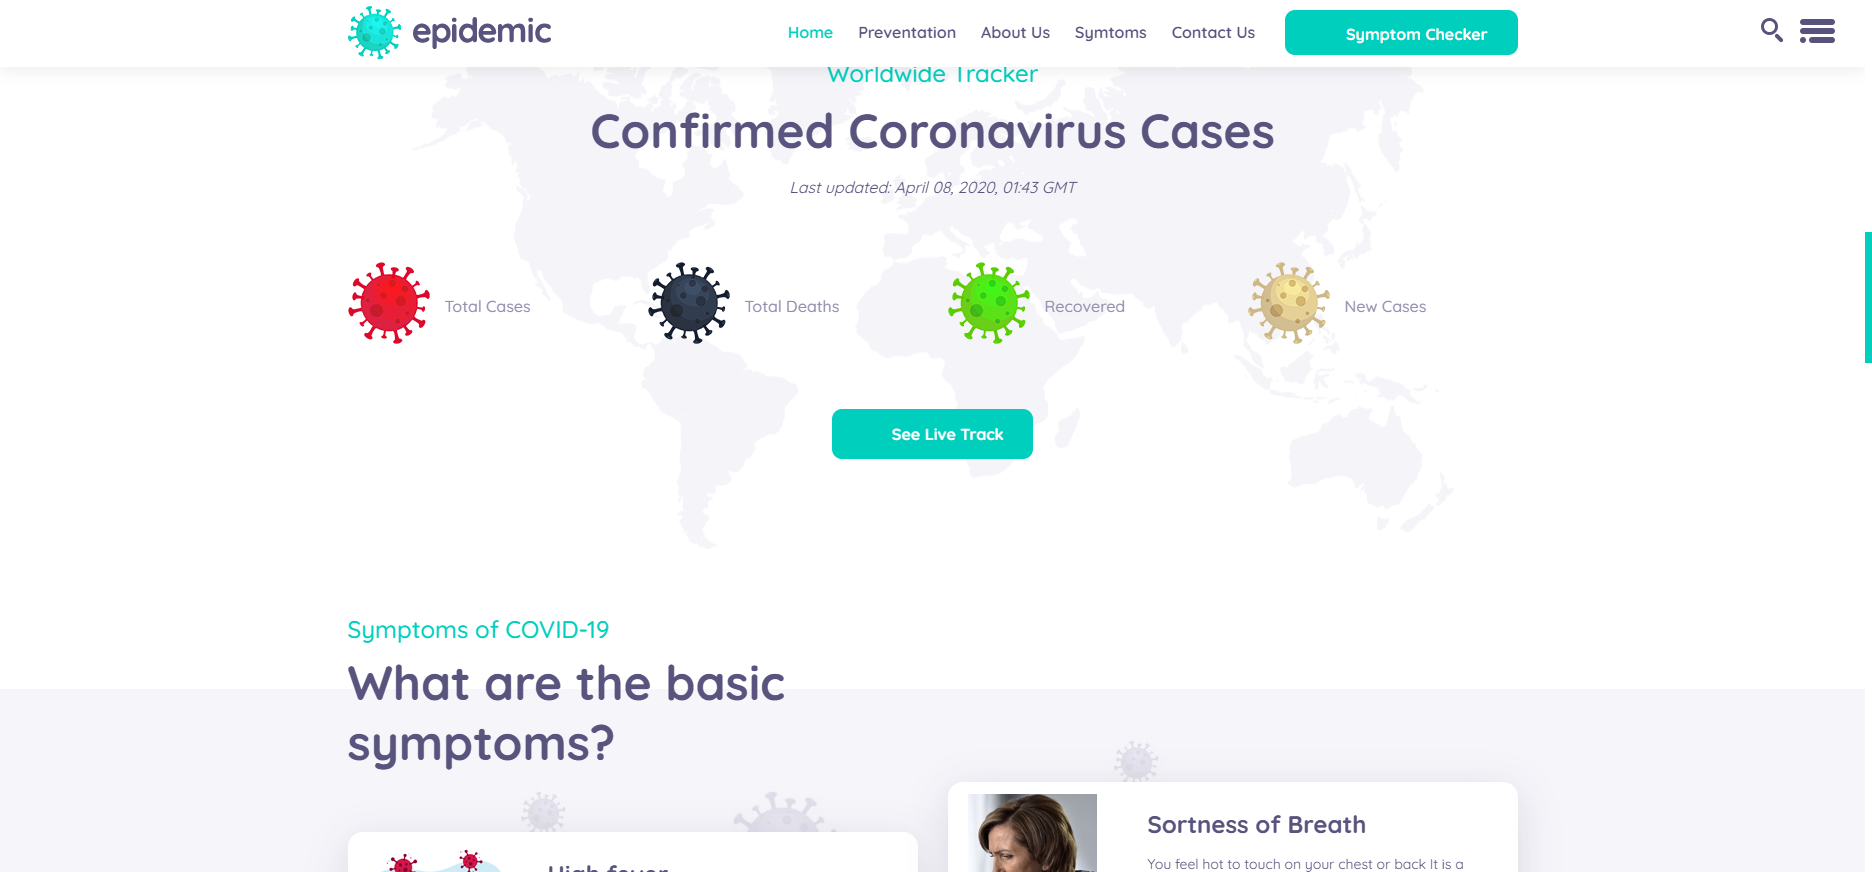 epidemic
Home Preventation About Us Symtoms Contact Us Symptom Checker
Worldwide Tracker
Confirmed Coronavirus Cases
Last updated: April 08, 2020, 01:43 GMT
Total Cases Total Deaths Recovered New Cases
See Live Track
Symptoms of COVID-19
What are the basic
symptoms?
High fever
Sortness of Breath
You feel hot to touch on your chest or back It is a